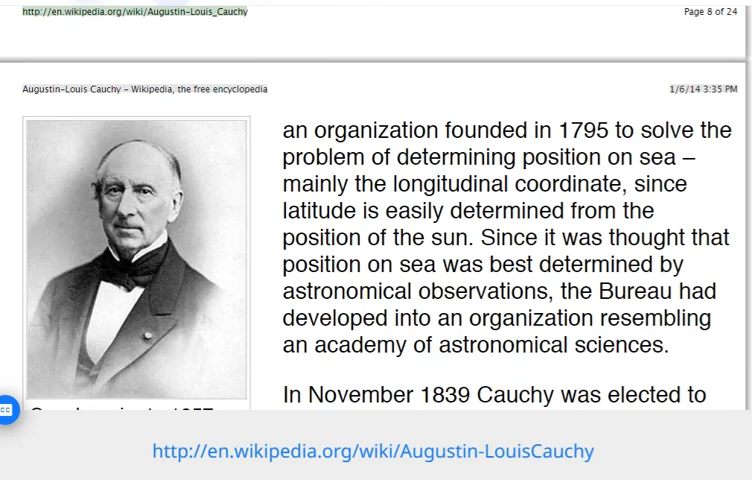 http://en.wikipedia.org/wiki/Augustin-Louis_Cauchy
Page 8 of 24
Augustin-Louis Cauchy - Wikipedia, the free encyclopedia
1/6/14 3:35 PM
an organization founded in 1795 to solve the
problem of determining position on sea –
mainly the longitudinal coordinate, since
latitude is easily determined from the
position of the sun. Since it was thought that
position on sea was best determined by
astronomical observations, the Bureau had
developed into an organization resembling
an academy of astronomical sciences.
In November 1839 Cauchy was elected to
cc
http://en.wikipedia.org/wiki/Augustin-LouisCauchy